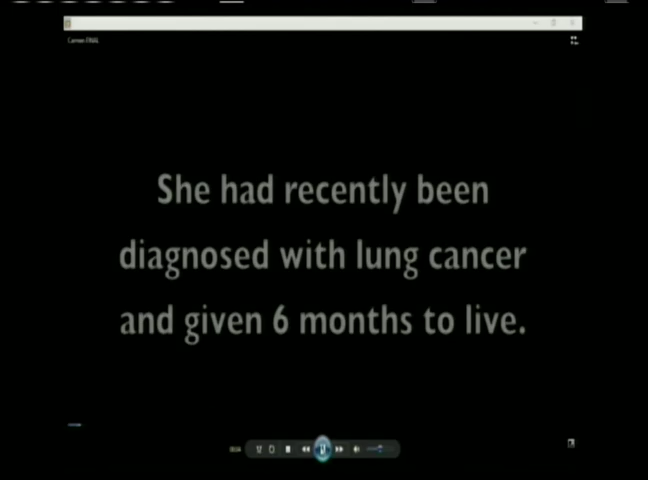 She had recently been
diagnosed with lung cancer
and given 6 months to live.